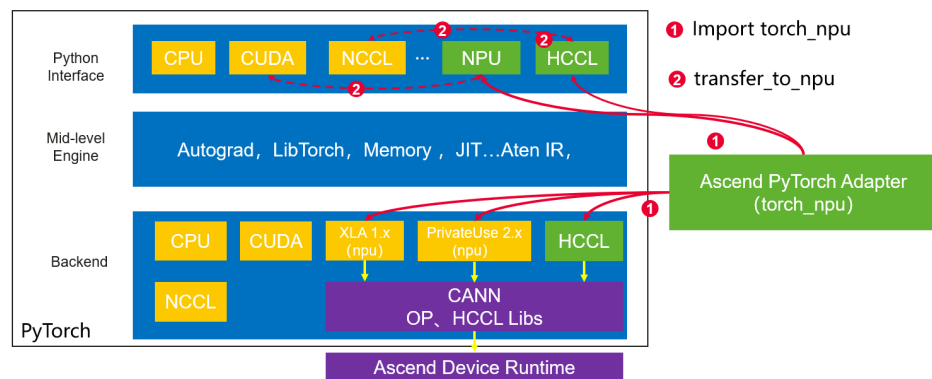 Python
Interface
CPU
CUDA
NCCL
...
NPU
HCCL
2
2
2
1 Import torch_npu
2 transfer_to_npu
Mid-level
Engine
Autograd，LibTorch，Memory ，JIT…Aten IR，
1
Ascend PyTorch Adapter
(torch_npu)
1
Backend
CPU
CUDA
XLA 1.x
(npu)
PrivateUse 2.x
(npu)
HCCL
NCCL
CANN
OP、HCCL Libs
PyTorch
Ascend Device Runtime